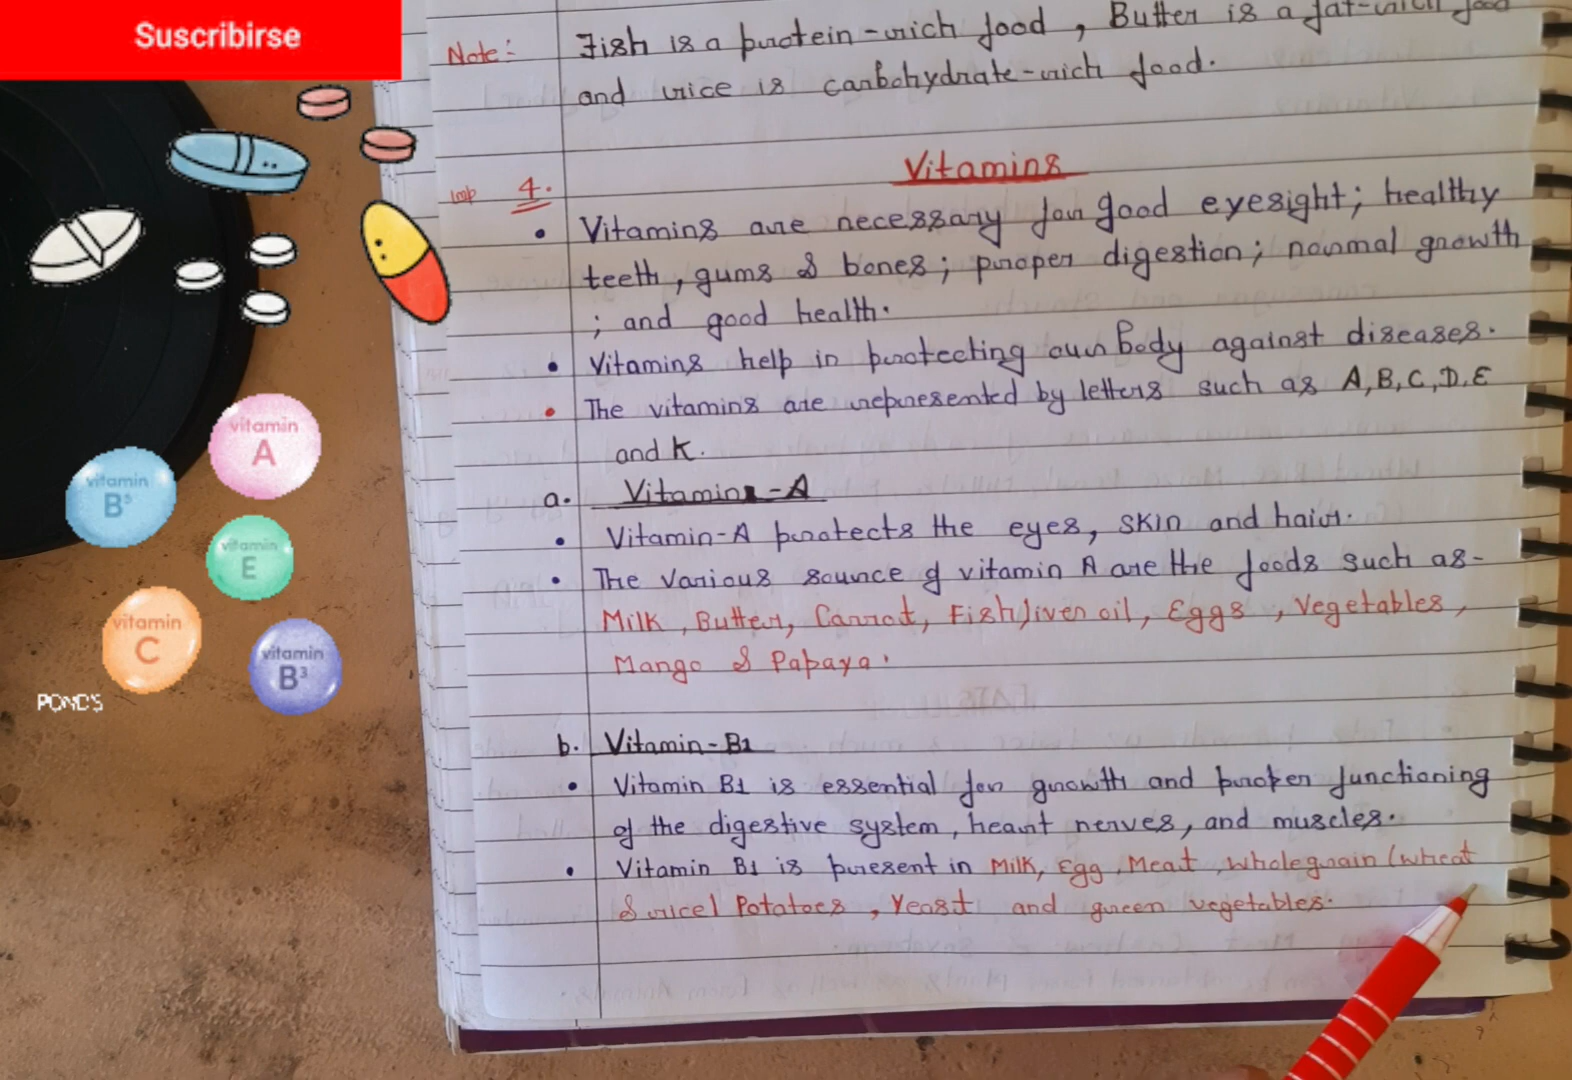 Suscribirse
Note:
Fish is a protein-rich food, Butter is a fat-rich food
and rice is carbohydrate-rich food.
Imp 4.
Vitamins
• Vitamins are necessary for good eyesight; healthy
teeth, gums & bones; proper digestion; normal growth
; and good health.
• Vitamins help in protecting our body against diseases.
• The vitamins are represented by letters such as A,B,C,D,E
and K.
a. Vitamins-A
• Vitamin-A protects the eyes, skin and hair.
• The various source of vitamin A are the foods such as-
Milk, Butter, Carrot, Fish liver oil, Eggs, Vegetables,
Mango & Papaya.
b. Vitamin-B1
• Vitamin B1 is essential for growth and proper functioning
of the digestive system, heart nerves, and muscles.
• Vitamin B1 is present in Milk, Egg, Meat, Wholegrain (wheat
& rice) Potatoes, Yeast and green vegetables.
vitamin
A
vitamin
B5
vitamin
E
vitamin
C
vitamin
B3
POND'S